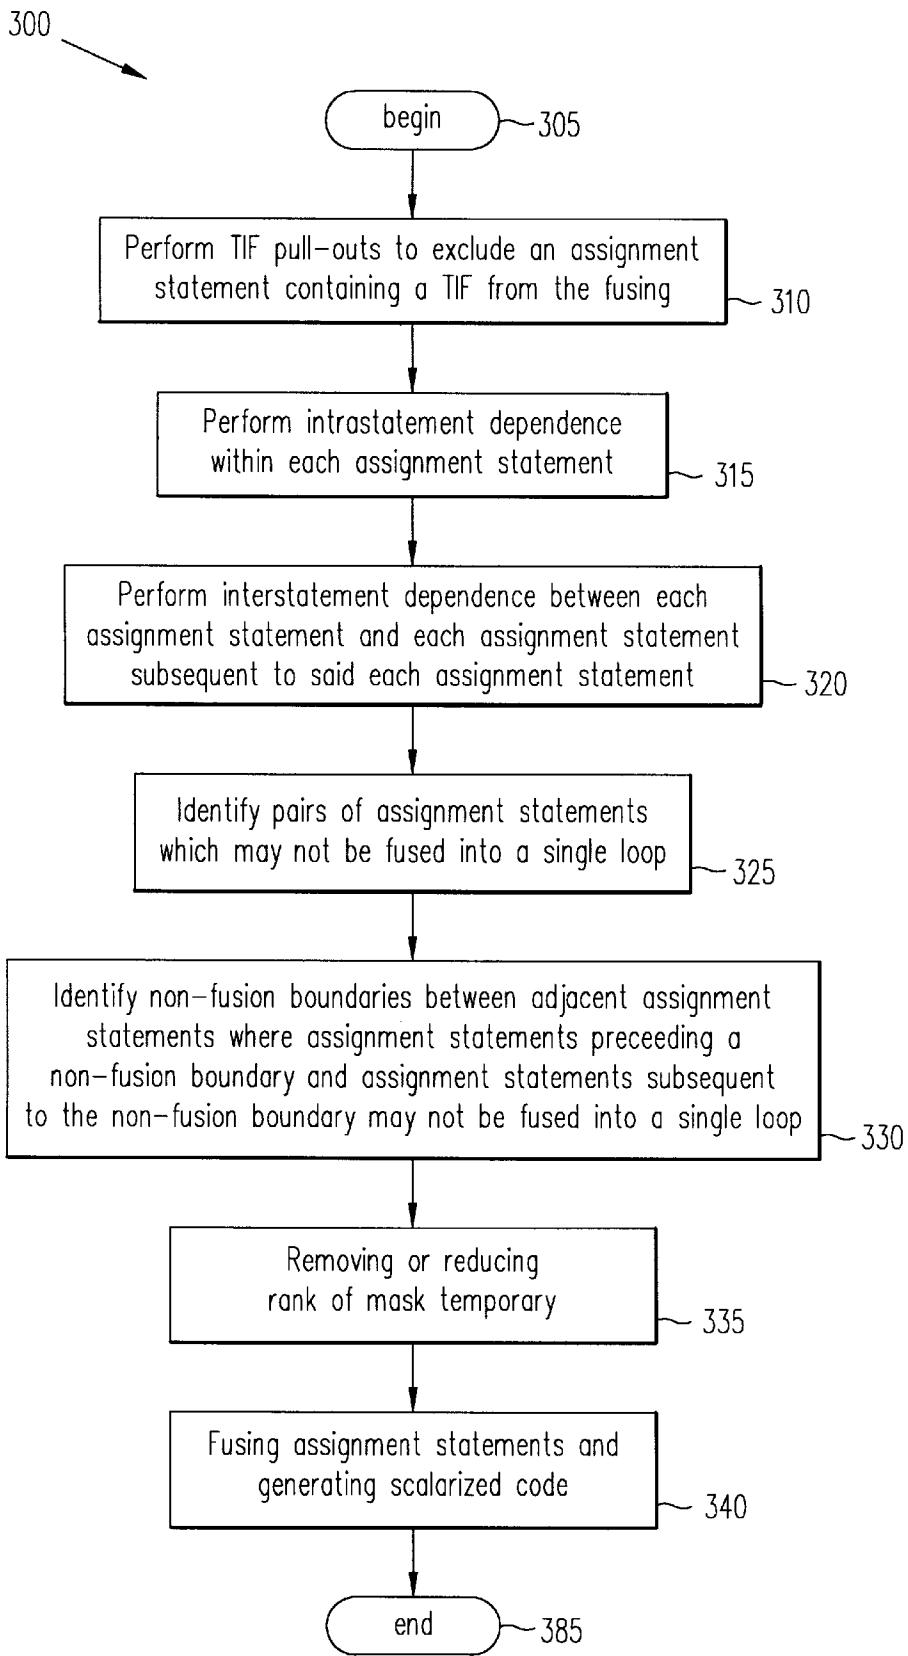 300
begin
305
Perform TIF pull-outs to exclude an assignment
statement containing a TIF from the fusing
310
Perform intrastatement dependence
within each assignment statement
315
Perform interstatement dependence between each
assignment statement and each assignment statement
subsequent to said each assignment statement
320
Identify pairs of assignment statements
which may not be fused into a single loop
325
Identify non-fusion boundaries between adjacent assignment
statements where assignment statements preceeding a
non-fusion boundary and assignment statements subsequent
to the non-fusion boundary may not be fused into a single loop
330
Removing or reducing
rank of mask temporary
335
Fusing assignment statements and
generating scalarized code
340
end
385